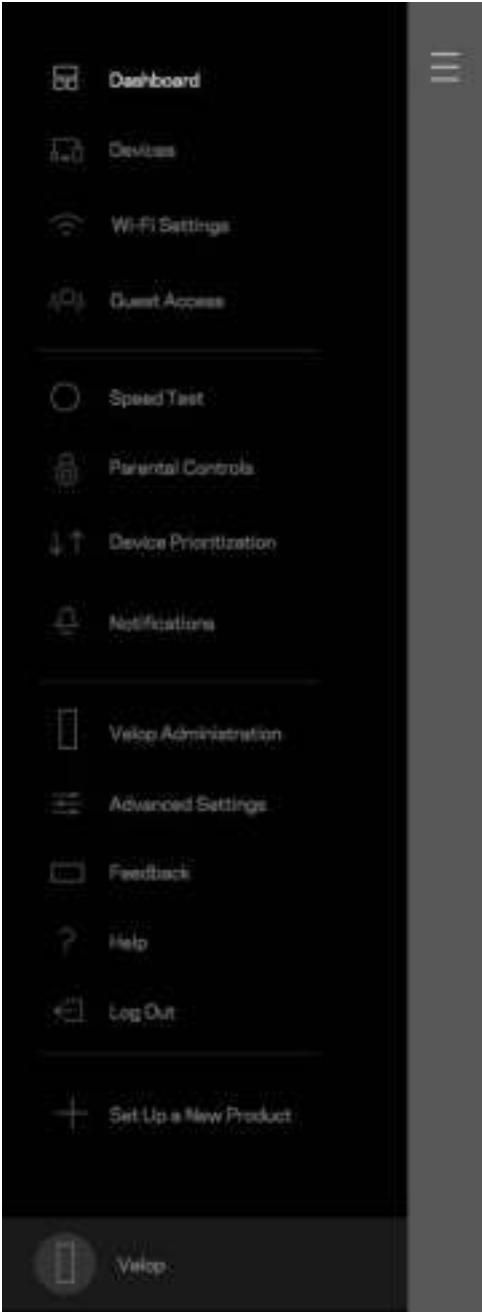 Dashboard
Devices
Wi-Fi Settings
Guest Access
Speed Test
Parental Controls
Device Prioritization
Notifications
Velop Administration
Advanced Settings
Feedback
Help
Log Out
Set Up a New Product
Velop